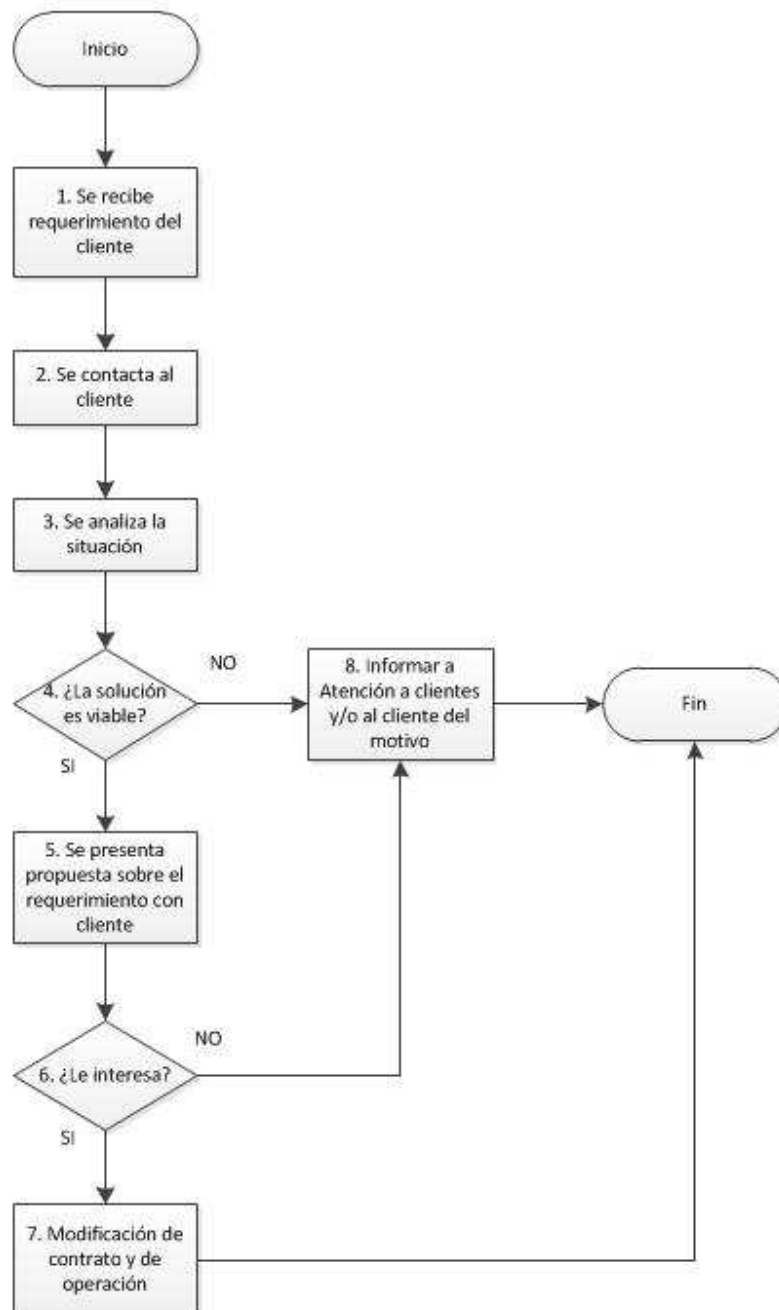 Inicio
1. Se recibe
requerimiento del
cliente
2. Se contacta al
cliente
3. Se analiza la
situación
4. ¿La solución
es viable?
NO
8. Informar a
Atención a clientes
y/o al cliente del
motivo
Fin
SI
5. Se presenta
propuesta sobre el
requerimiento con
cliente
6. ¿Le interesa?
NO
SI
7. Modificación de
contrato y de
operación